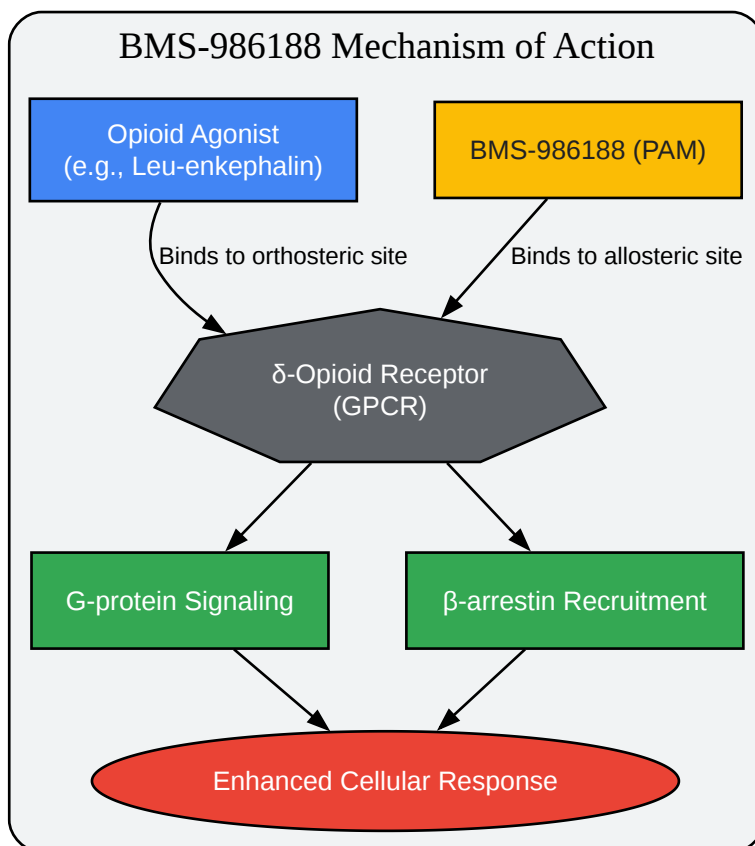 BMS-986188 Mechanism of Action
Opioid Agonist
(e.g., Leu-enkephalin)
BMS-986188 (PAM)
Binds to orthosteric site
Binds to allosteric site
δ-Opioid Receptor
(GPCR)
G-protein Signaling
β-arrestin Recruitment
Enhanced Cellular Response